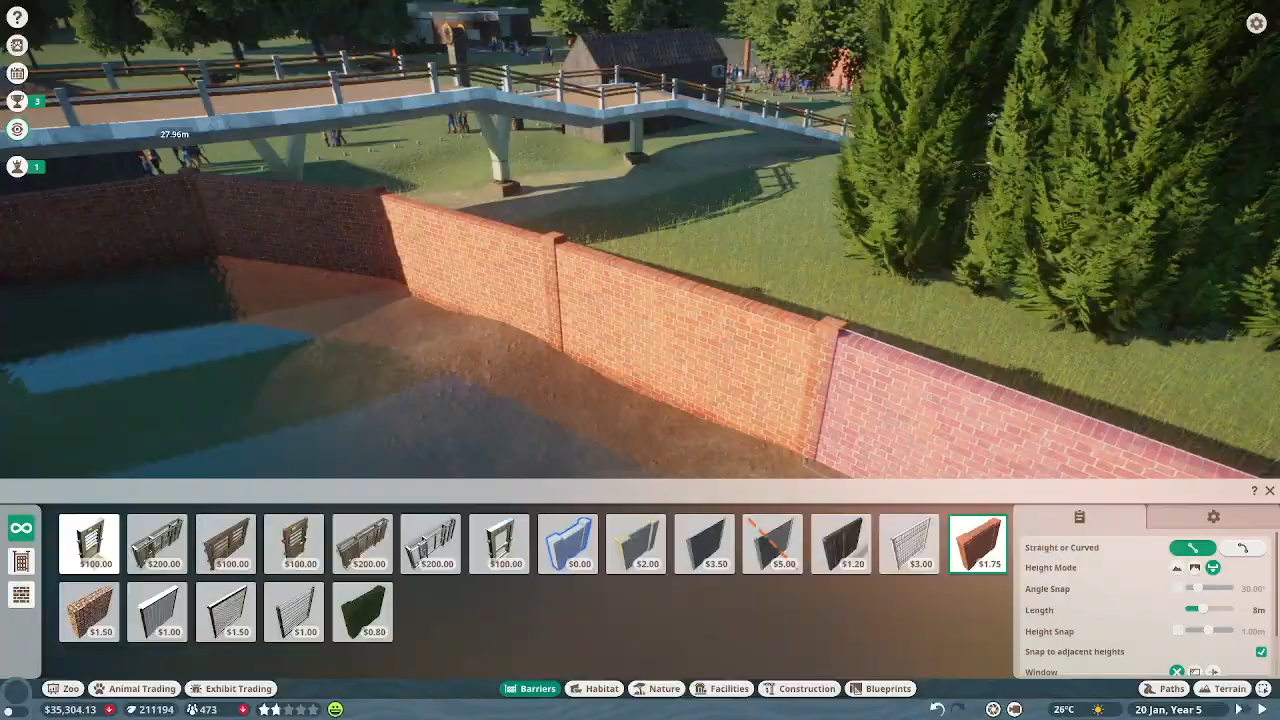 ?
3
27.96m
1
? ×
$100.00 $200.00 $100.00 $100.00 $200.00 $200.00 $100.00 $0.00 $2.00 $3.50 $5.00 $1.20 $3.00 $1.75
$1.50 $1.00 $1.50 $1.00 $0.80
Straight or Curved
Height Mode
Angle Snap 30.00°
Length 8m
Height Snap 1.00m
Snap to adjacent heights
Window
Zoo Animal Trading Exhibit Trading Barriers Habitat Nature Facilities Construction Blueprints Paths Terrain
$35,304.13 211194 473 26°C 20 Jan, Year 5